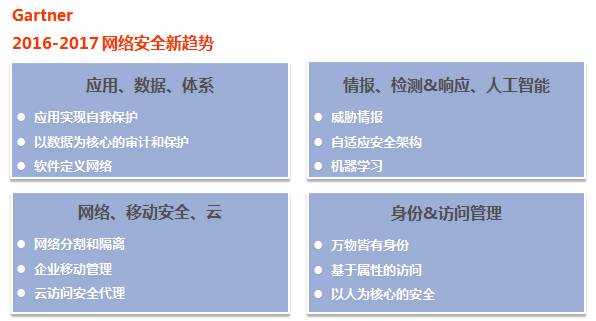 Gartner
2016-2017 网络安全新趋势
应用、数据、体系
应用实现自我保护
以数据为核心的审计和保护
软件定义网络
情报、检测&响应、人工智能
威胁情报
自适应安全架构
机器学习
网络、移动安全、云
网络分割和隔离
企业移动管理
云访问安全代理
身份&访问管理
万物皆有身份
基于属性的访问
以人为核心的安全